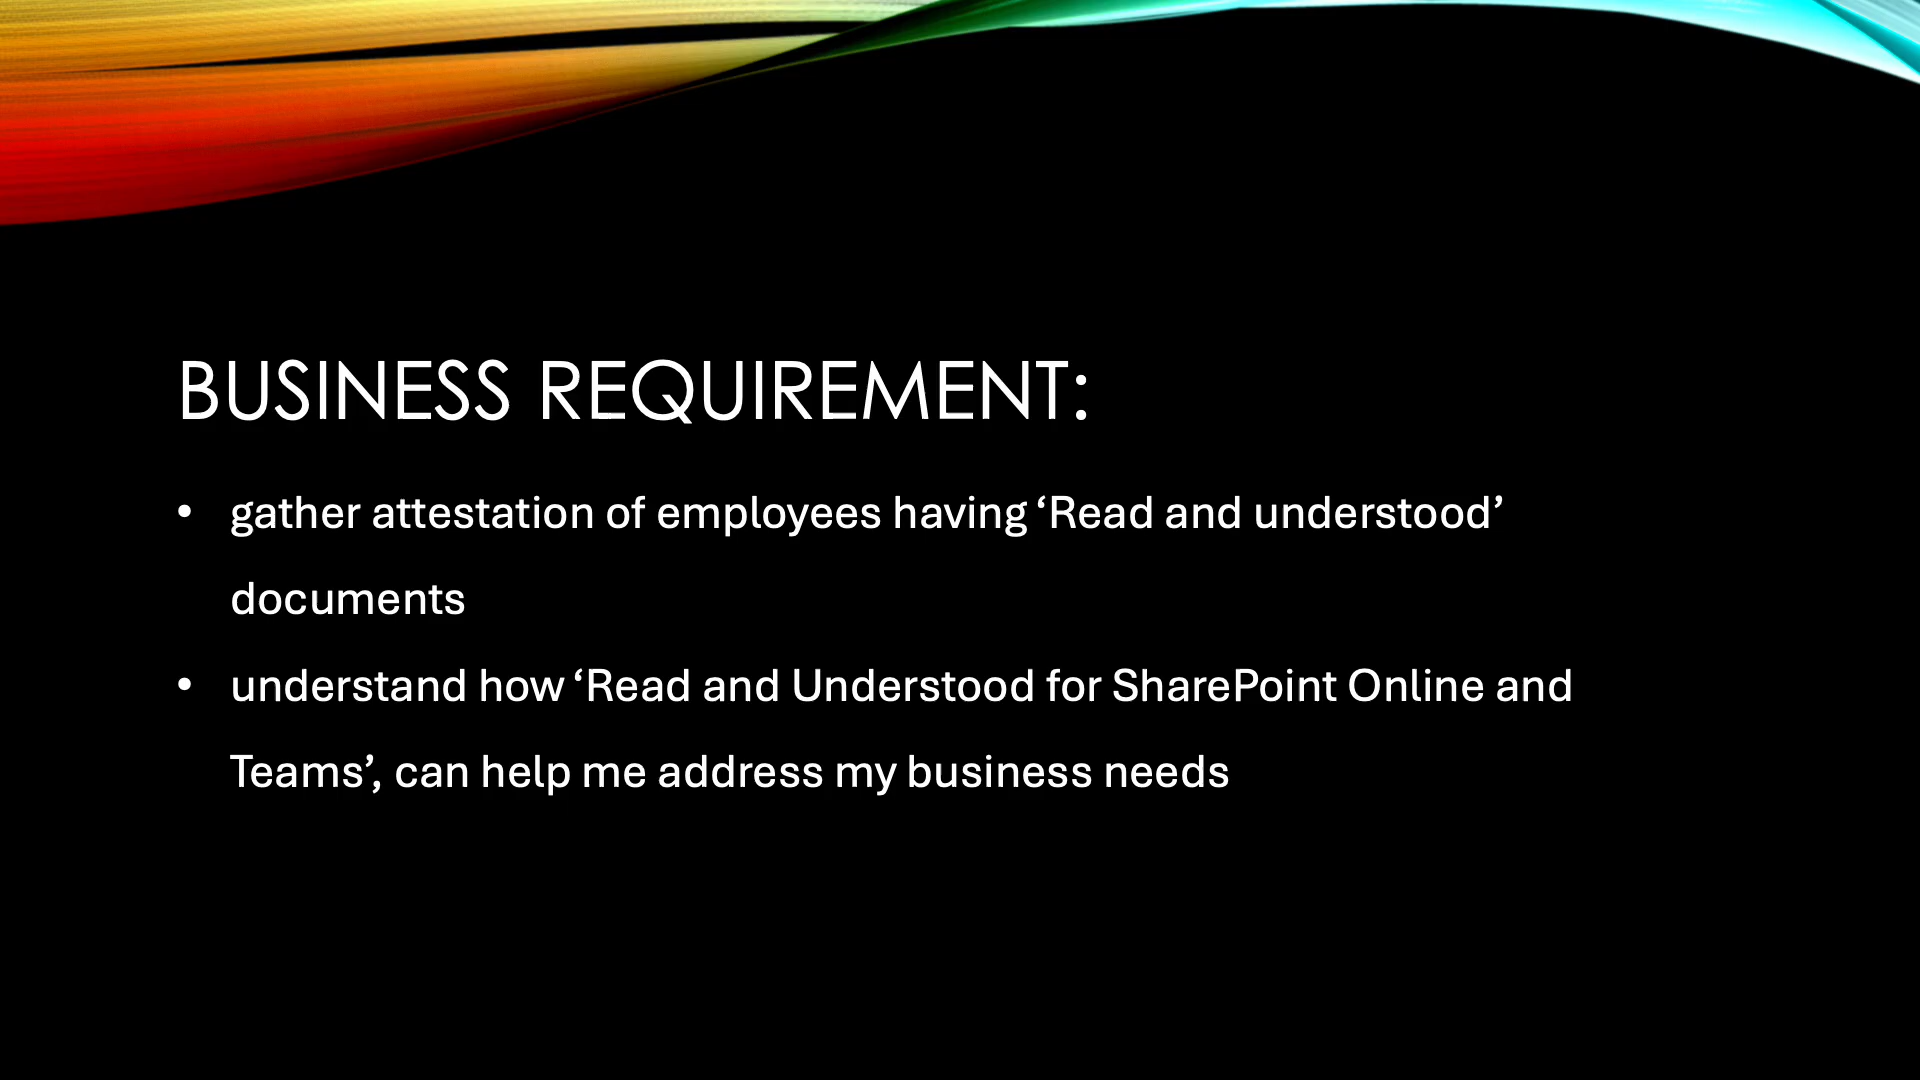 BUSINESS REQUIREMENT:
• gather attestation of employees having ‘Read and understood’
documents
• understand how ‘Read and Understood for SharePoint Online and
Teams’, can help me address my business needs